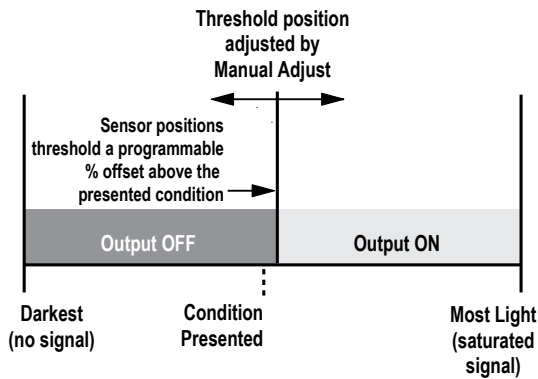 Threshold position
adjusted by
Manual Adjust
Sensor positions
threshold a programmable
% offset above the
presented condition
Output OFF
Output ON
Darkest
(no signal)
Condition
Presented
Most Light
(saturated
signal)